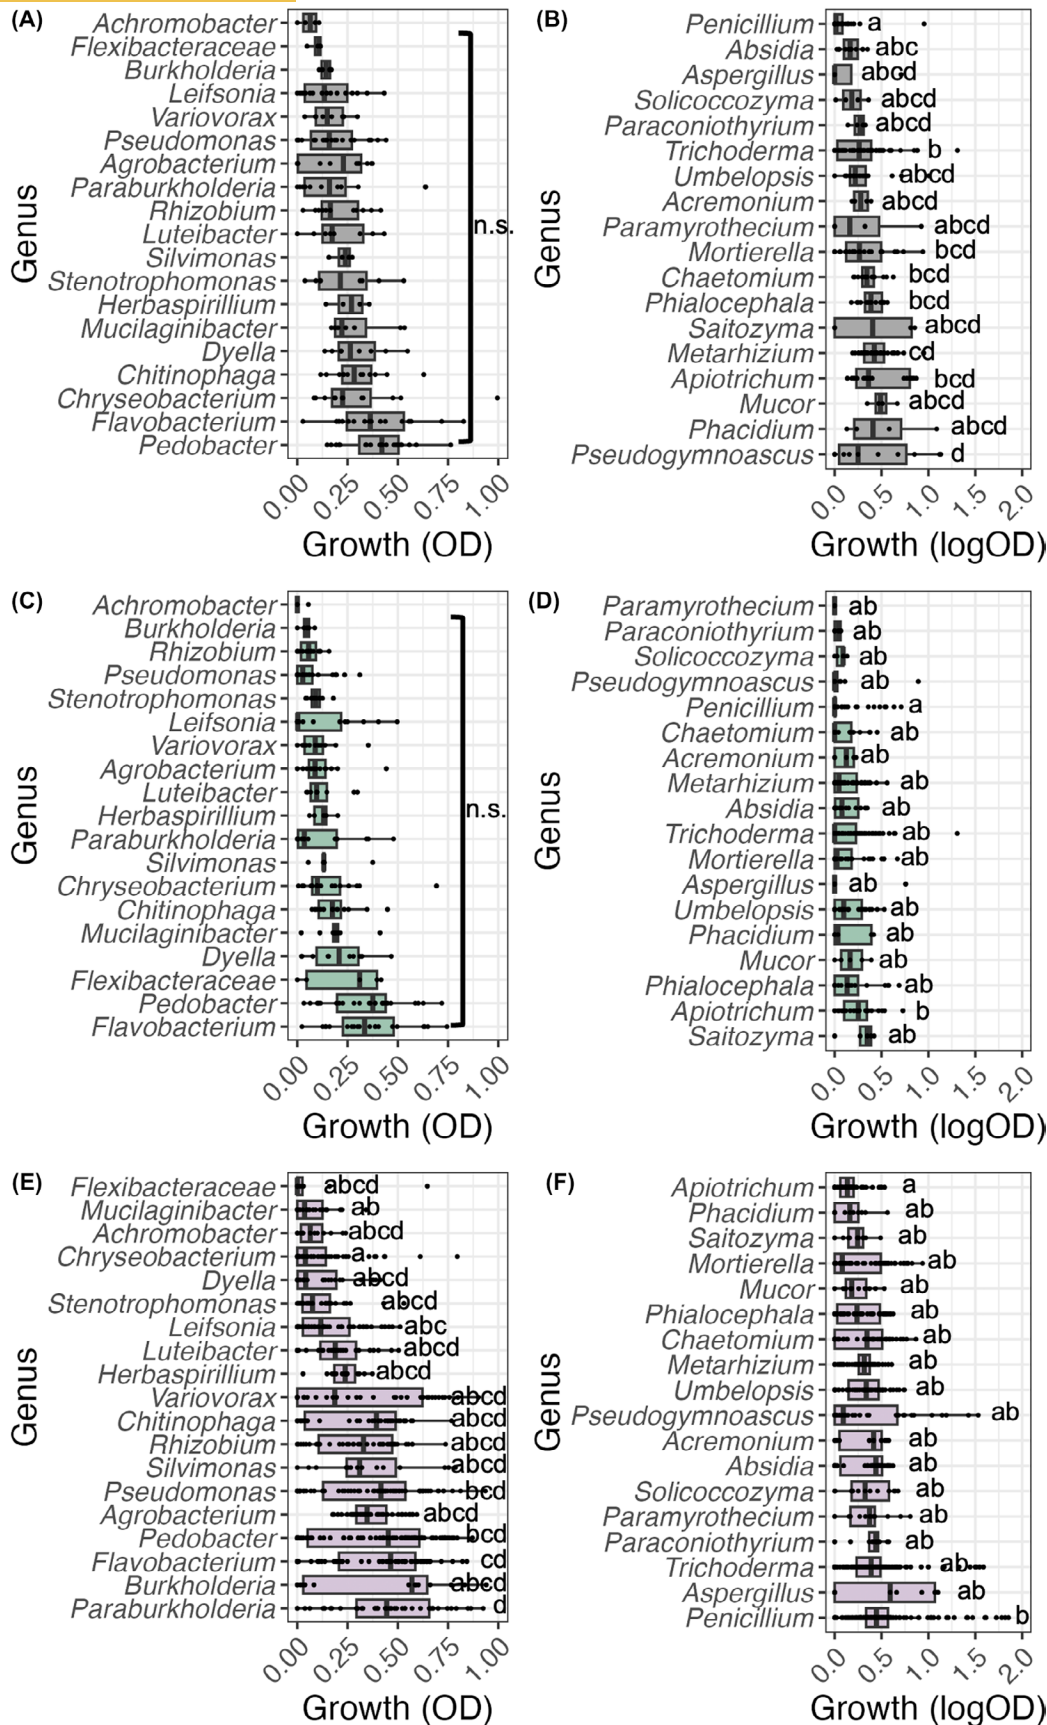 (A)
Genus
Achromobacter
Flexibacteraceae
Burkholderia
Leifsonia
Variovorax
Pseudomonas
Agrobacterium
Paraburkholderia
Rhizobium
Luteibacter
Silvimonas
Stenotrophomonas
Herbaspirillium
Mucilaginibacter
Dyella
Chitinophaga
Chryseobacterium
Flavobacterium
Pedobacter
n.s.
0.00 0.25 0.50 0.75 1.00
Growth (OD)
(B)
Genus
Penicillium a
Absidia abc
Aspergillus abcd
Solicoccozyma abcd
Paraconiothyrium abcd
Trichoderma b
Umbelopsis abcd
Acremonium abcd
Paramyrothecium abcd
Mortierella bcd
Chaetomium bcd
Phialocephala bcd
Saitozyma abcd
Metarhizium cd
Apiotrichum bcd
Mucor abcd
Phacidium abcd
Pseudogymnoascus d
0.0 0.5 1.0 1.5 2.0
Growth (logOD)
(C)
Genus
Achromobacter
Burkholderia
Rhizobium
Pseudomonas
Stenotrophomonas
Leifsonia
Variovorax
Agrobacterium
Luteibacter
Herbaspirillium
Paraburkholderia
Silvimonas
Chryseobacterium
Chitinophaga
Mucilaginibacter
Dyella
Flexibacteraceae
Pedobacter
Flavobacterium
n.s.
0.00 0.25 0.50 0.75 1.00
Growth (OD)
(D)
Genus
Paramyrothecium ab
Paraconiothyrium ab
Solicoccozyma ab
Pseudogymnoascus ab
Penicillium a
Chaetomium ab
Acremonium ab
Metarhizium ab
Absidia ab
Trichoderma ab
Mortierella ab
Aspergillus ab
Umbelopsis ab
Phacidium ab
Mucor ab
Phialocephala ab
Apiotrichum b
Saitozyma ab
0.0 0.5 1.0 1.5 2.0
Growth (logOD)
(E)
Genus
Flexibacteraceae abcd
Mucilaginibacter ab
Achromobacter abcd
Chryseobacterium a
Dyella abcd
Stenotrophomonas abcd
Leifsonia abc
Luteibacter abcd
Herbaspirillium abcd
Variovorax abcd
Chitinophaga abcd
Rhizobium abcd
Silvimonas abcd
Pseudomonas bcd
Agrobacterium abcd
Pedobacter bcd
Flavobacterium cd
Burkholderia abcd
Paraburkholderia d
0.00 0.25 0.50 0.75 1.00
Growth (OD)
(F)
Genus
Apiotrichum a
Phacidium ab
Saitozyma ab
Mortierella ab
Mucor ab
Phialocephala ab
Chaetomium ab
Metarhizium ab
Umbelopsis ab
Pseudogymnoascus ab
Acremonium ab
Absidia ab
Solicoccozyma ab
Paramyrothecium ab
Paraconiothyrium ab
Trichoderma ab
Aspergillus ab
Penicillium b
0.0 0.5 1.0 1.5 2.0
Growth (logOD)